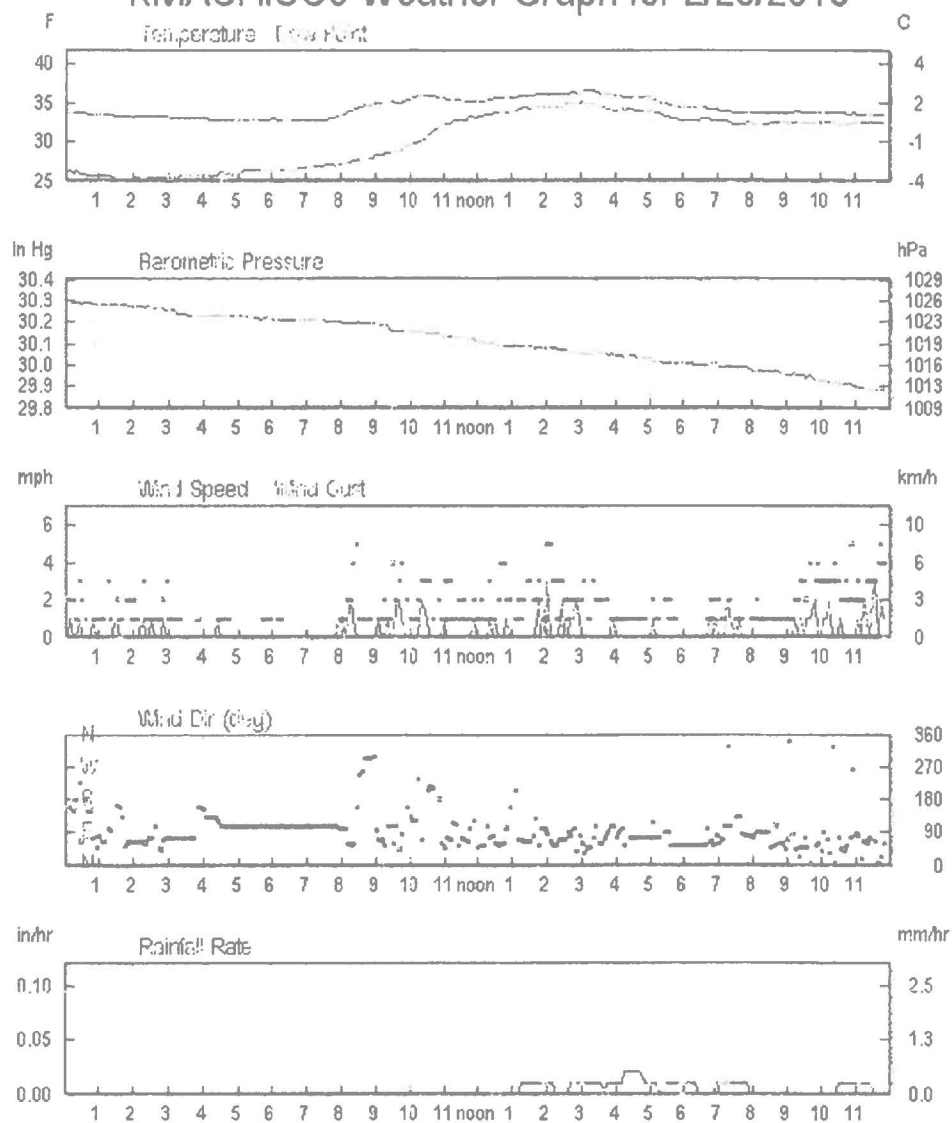 Weather Graph for
F
Temperature Dew Point
C
40
35
30
25
4
2
-1
-4
1 2 3 4 5 6 7 8 9 10 11 noon 1 2 3 4 5 6 7 8 9 10 11
In Hg
Barometric Pressure
hPa
30.4
30.3
30.2
30.1
30.0
29.9
29.8
1029
1026
1023
1019
1016
1013
1009
1 2 3 4 5 6 7 8 9 10 11 noon 1 2 3 4 5 6 7 8 9 10 11
mph
Wind Speed Wind Gust
km/h
6
4
2
0
10
6
3
0
1 2 3 4 5 6 7 8 9 10 11 noon 1 2 3 4 5 6 7 8 9 10 11
Wind Dir (deg)
N
W
S
E
N
360
270
180
90
0
1 2 3 4 5 6 7 8 9 10 11 noon 1 2 3 4 5 6 7 8 9 10 11
in/hr
Rainfall Rate
mm/hr
0.10
0.05
0.00
2.5
1.3
0.0
1 2 3 4 5 6 7 8 9 10 11 noon 1 2 3 4 5 6 7 8 9 10 11